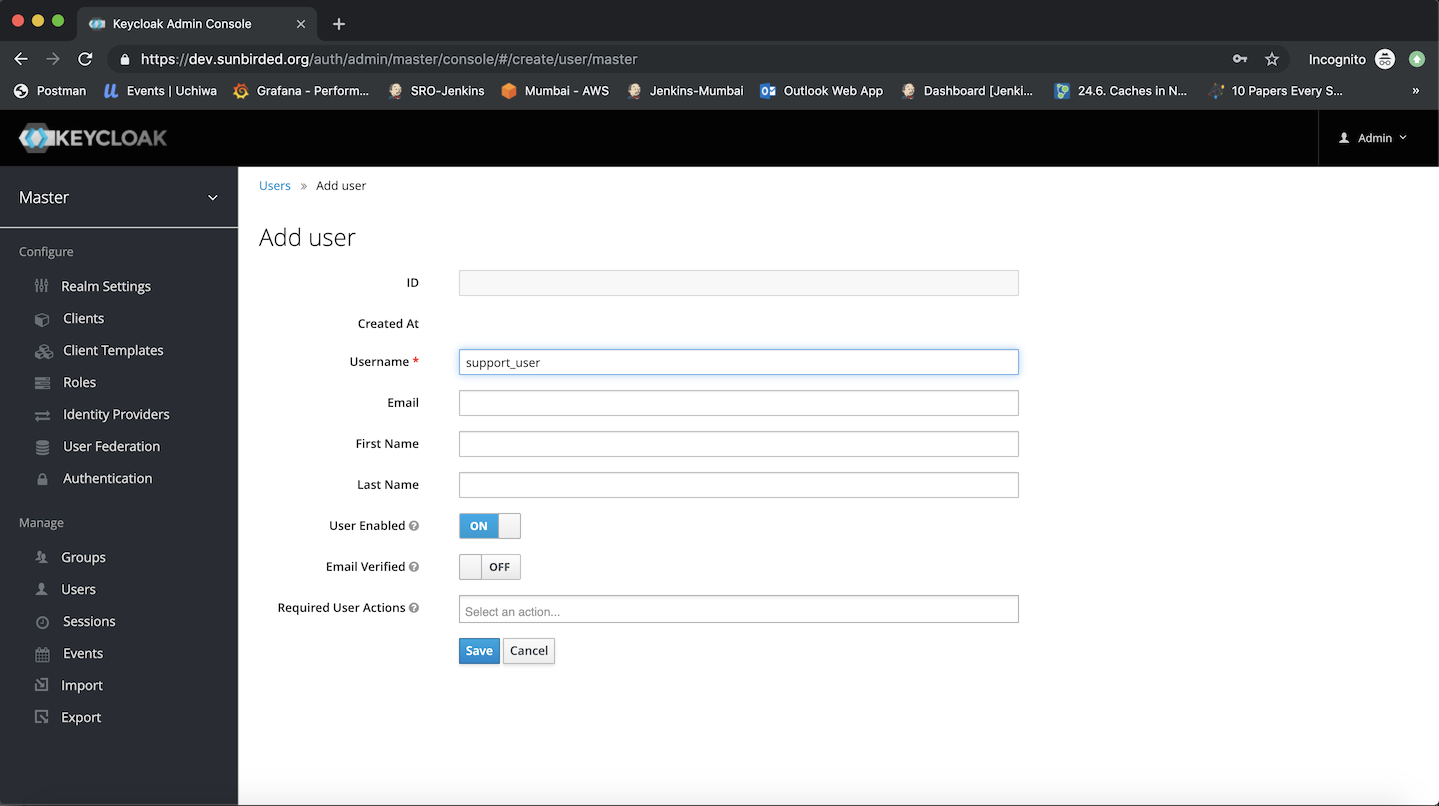 Keycloak Admin Console
https://dev.sunbirded.org/auth/admin/master/console/#/create/user/master
Incognito
Postman
Events | Uchiwa
Grafana - Perform...
SRO-Jenkins
Mumbai - AWS
Jenkins-Mumbai
Outlook Web App
Dashboard [Jenki...
24.6. Caches in N...
10 Papers Every S...
»
KEYCLOAK
Admin
Master
Configure
Realm Settings
Clients
Client Templates
Roles
Identity Providers
User Federation
Authentication
Manage
Groups
Users
Sessions
Events
Import
Export
Users » Add user
Add user
ID
Created At
Username * support_user
Email
First Name
Last Name
User Enabled ON
Email Verified OFF
Required User Actions Select an action...
Save Cancel